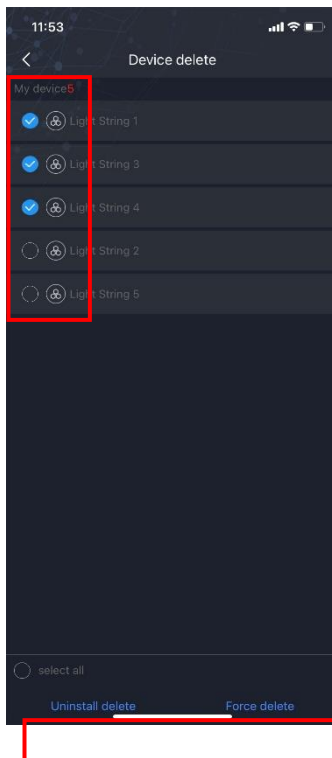 11:53
Device delete
My device5
Light String 1
Light String 3
Light String 4
Light String 2
Light String 5
select all
Uninstall delete Force delete